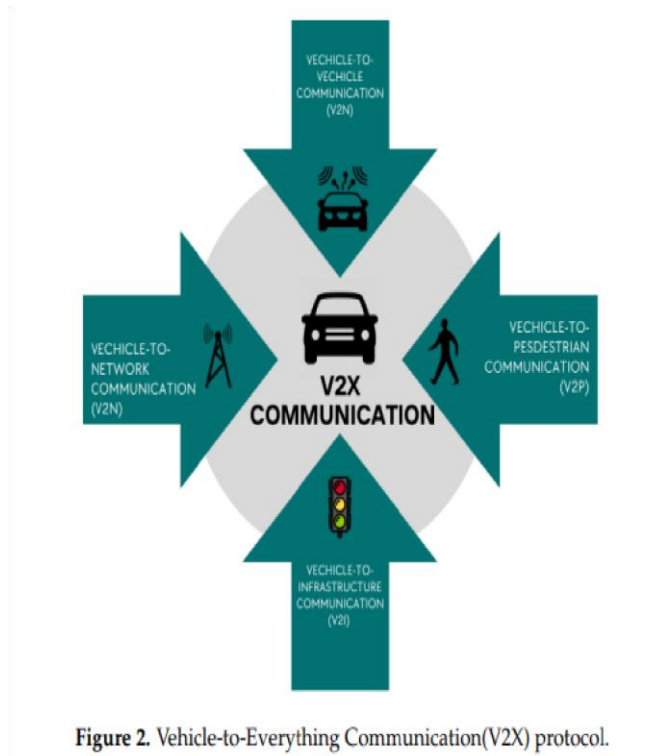 VECHICLE-TO-
VECHICLE
COMMUNICATION
(V2N)
VECHICLE-TO-
NETWORK
COMMUNICATION
(V2N)
V2X
COMMUNICATION
VECHICLE-TO-
PESDESTRIAN
COMMUNICATION
(V2P)
VECHICLE-TO-
INFRASTRUCTURE
COMMUNICATION
(V2I)
Figure 2. Vehicle-to-Everything Communication(V2X) protocol.